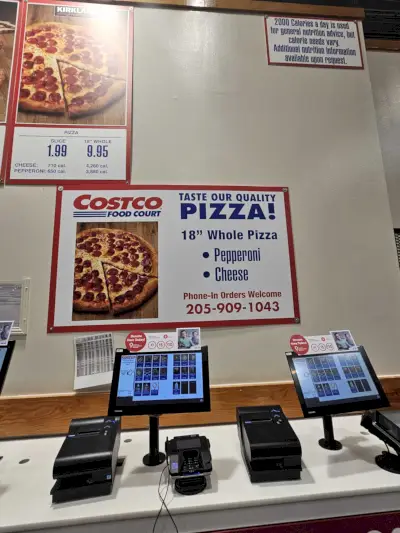 KIRKLAND
PIZZA
SLICE 18" WHOLE
1.99 9.95
CHEESE:
PEPPERONI:
2000 Calories a day is used
for general nutrition advice, but
calorie needs vary.
Additional nutrition information
available upon request.
COSTCO
FOOD COURT
TASTE OUR QUALITY
PIZZA!
18" Whole Pizza
• Pepperoni
• Cheese
Phone-In Orders Welcome
205-909-1043